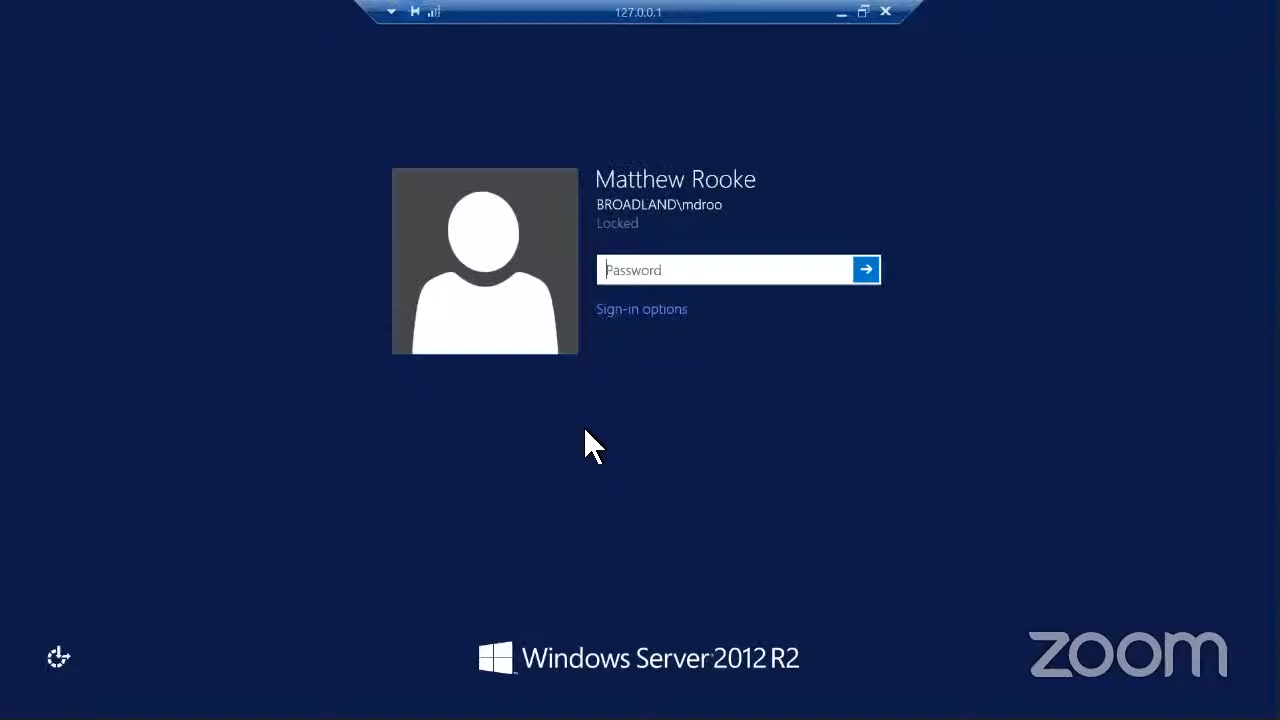 127.0.0.1
Matthew Rooke
BROADLAND\mdroo
Locked
Password
Sign-in options
Windows Server 2012 R2
zoom